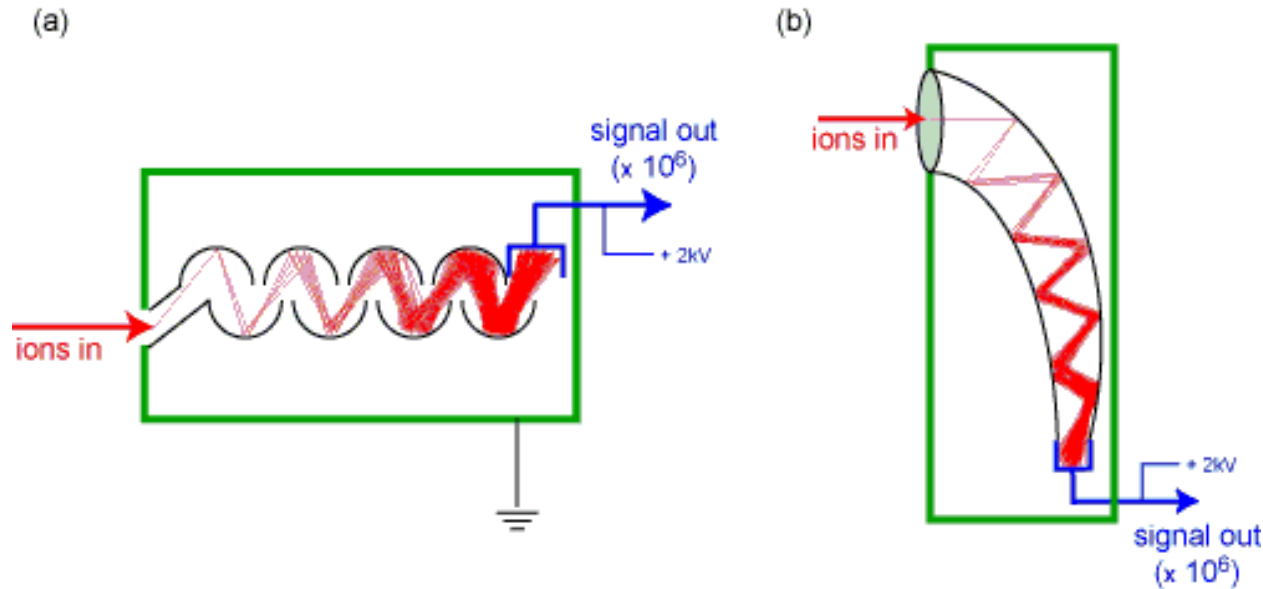 (a)
signal out
(x 10⁶)
+ 2kV
ions in
(b)
ions in
+ 2kV
signal out
(x 10⁶)